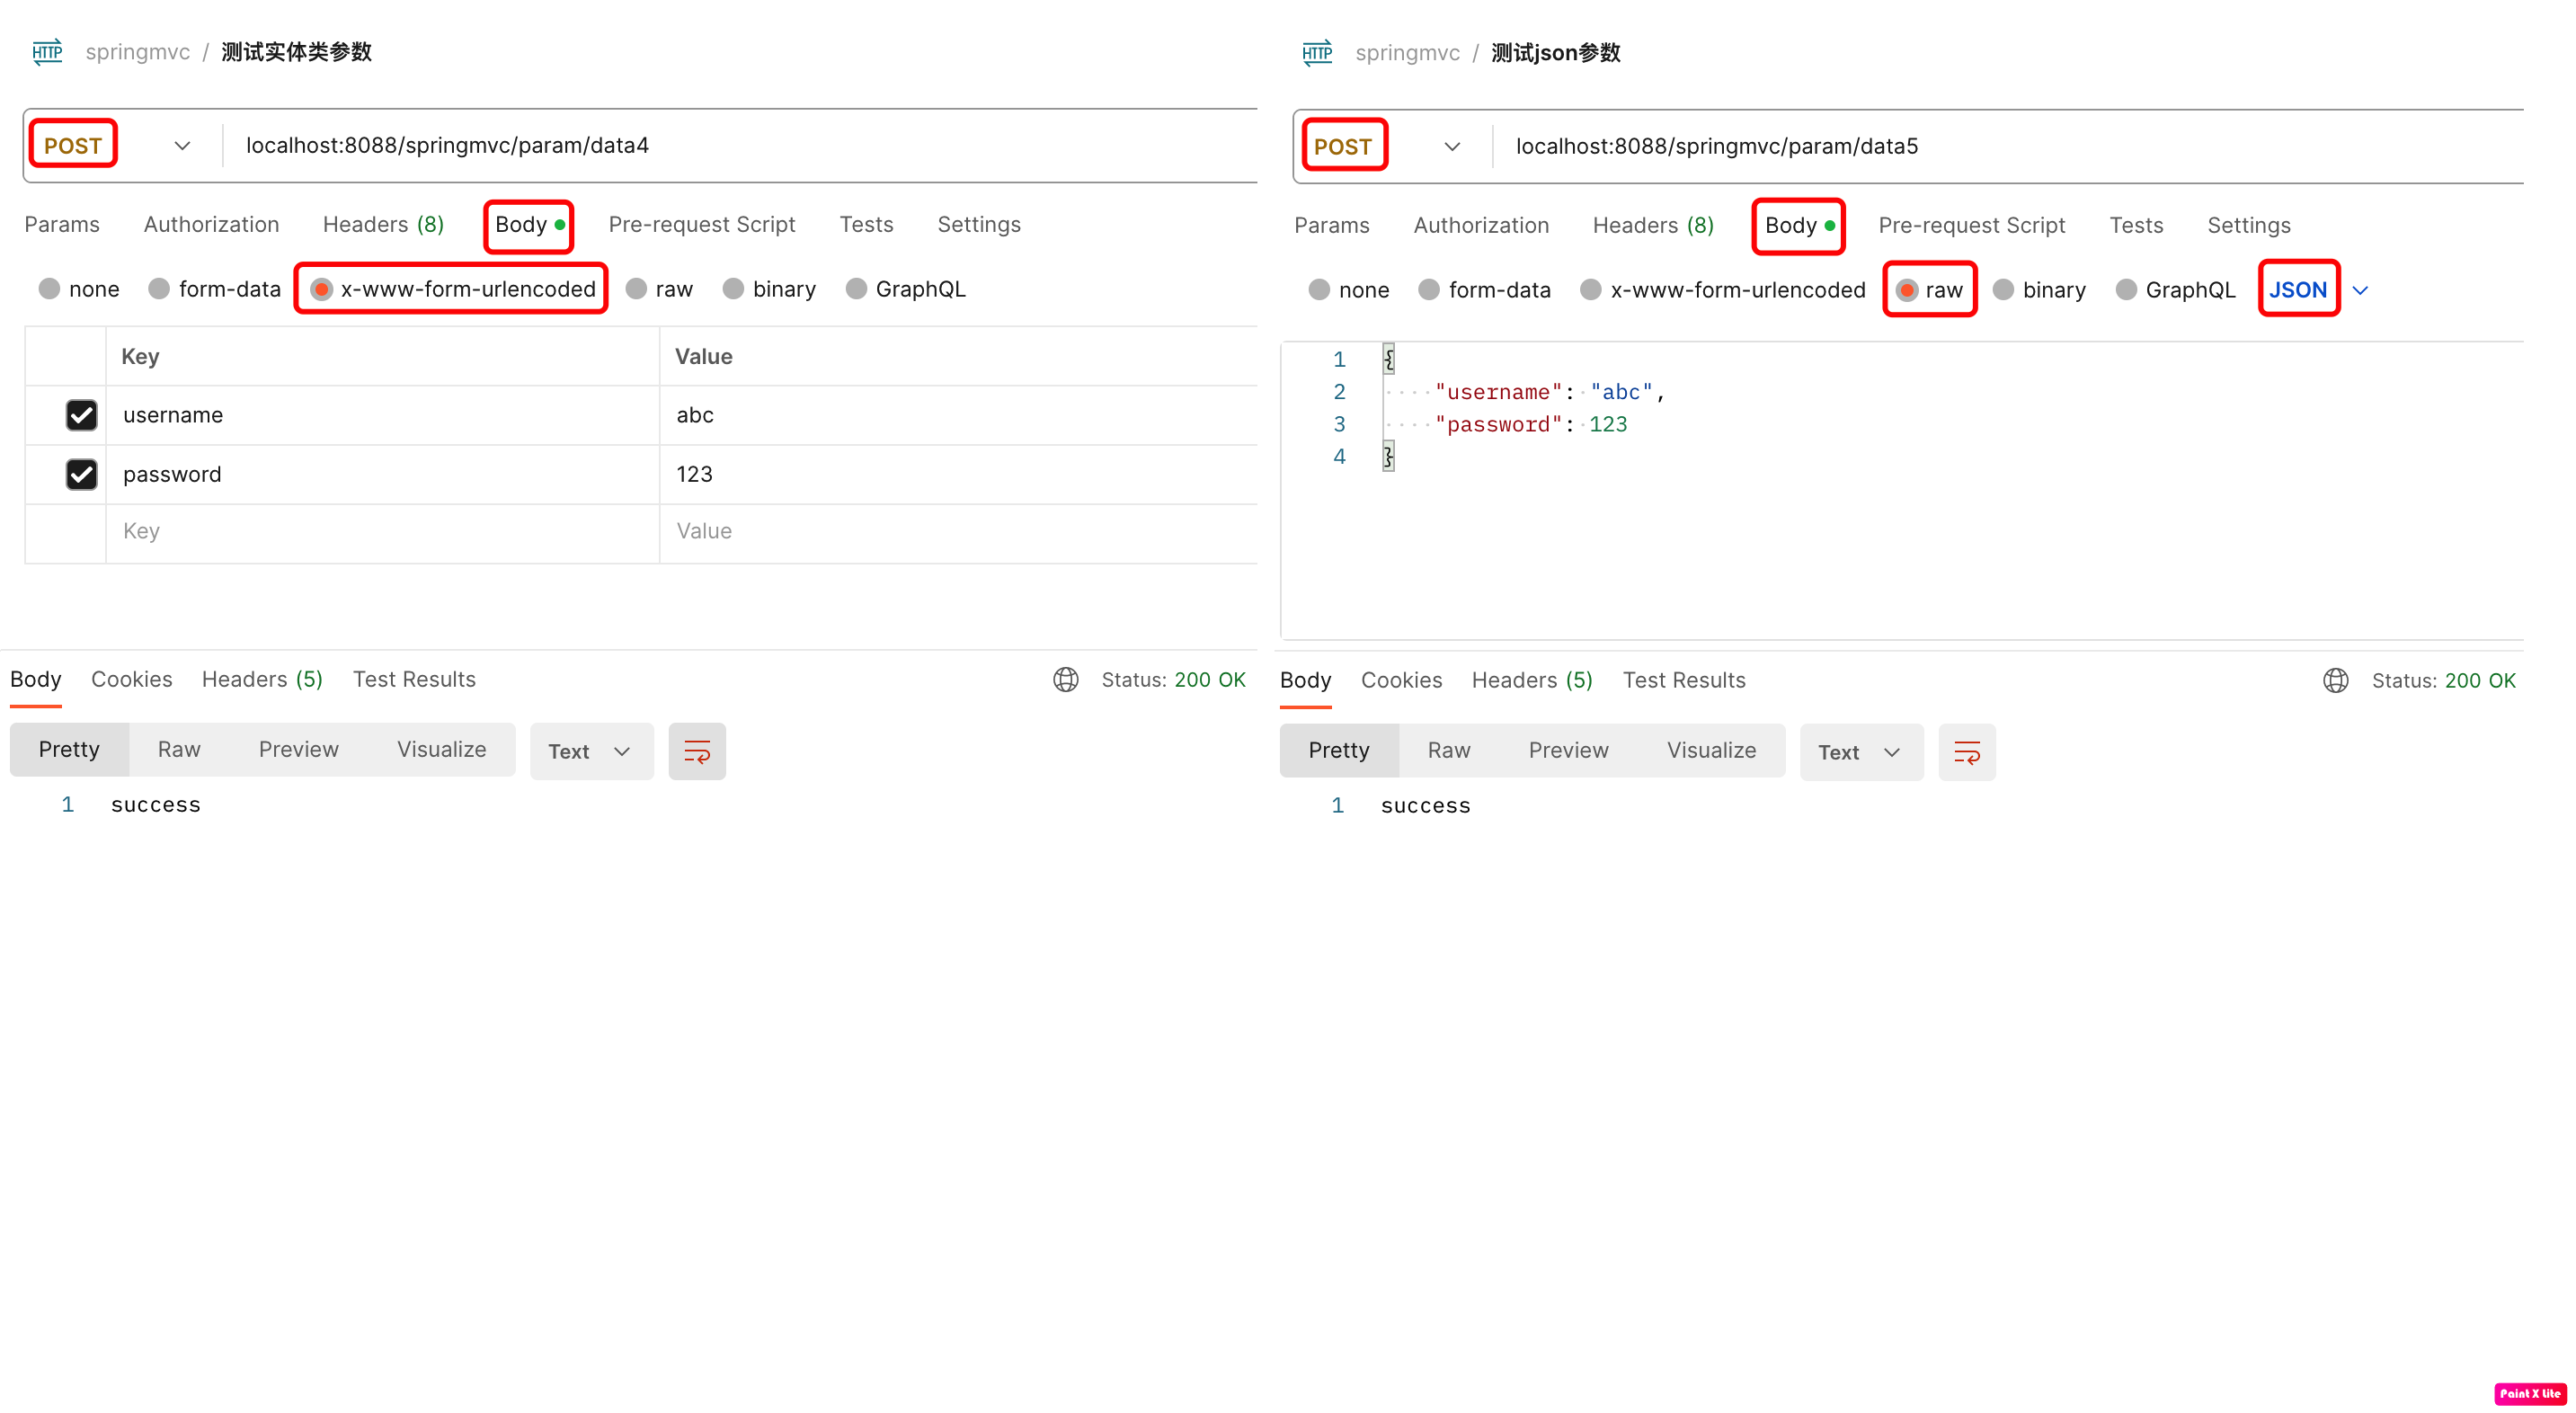 HTTP springmvc / 测试实体类参数
POST localhost:8088/springmvc/param/data4
Params Authorization Headers (8) Body Pre-request Script Tests Settings
none form-data x-www-form-urlencoded raw binary GraphQL
Key Value
username abc
password 123
Key Value
Body Cookies Headers (5) Test Results Status: 200 OK
Pretty Raw Preview Visualize Text
1 success
HTTP springmvc / 测试json参数
POST localhost:8088/springmvc/param/data5
Params Authorization Headers (8) Body Pre-request Script Tests Settings
none form-data x-www-form-urlencoded raw binary GraphQL JSON
1 {
2 "username": "abc",
3 "password": 123
4 }
Body Cookies Headers (5) Test Results Status: 200 OK
Pretty Raw Preview Visualize Text
1 success
Paint X Lite